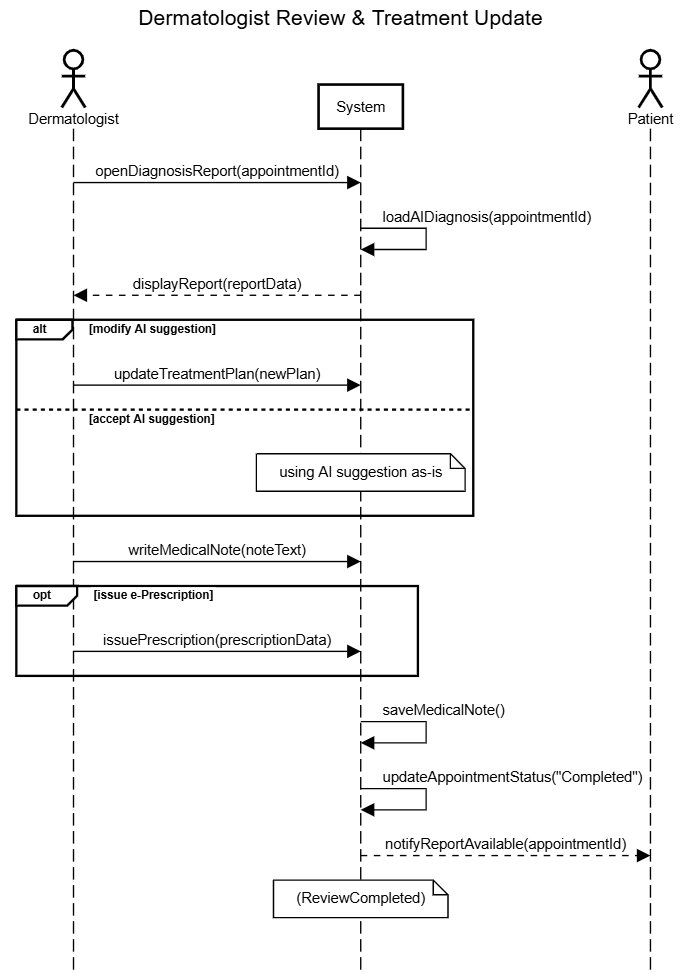 Dermatologist Review & Treatment Update
Dermatologist
System
Patient
openDiagnosisReport(appointmentId)
loadAIDiagnosis(appointmentId)
displayReport(reportData)
alt
[modify AI suggestion]
updateTreatmentPlan(newPlan)
[accept AI suggestion]
using AI suggestion as-is
writeMedicalNote(noteText)
opt
[issue e-Prescription]
issuePrescription(prescriptionData)
saveMedicalNote()
updateAppointmentStatus("Completed")
notifyReportAvailable(appointmentId)
(ReviewCompleted)